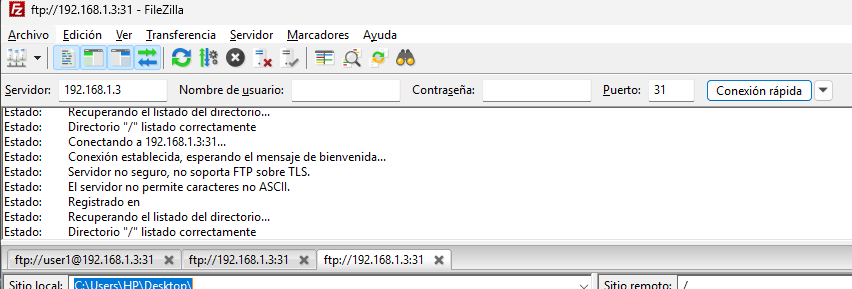 ftp://192.168.1.3:31 - FileZilla
Archivo Edición Ver Transferencia Servidor Marcadores Ayuda
Servidor: 192.168.1.3 Nombre de usuario: Contraseña: Puerto: 31 Conexión rápida
Estado: Recuperando el listado del directorio...
Estado: Directorio "/" listado correctamente
Estado: Conectando a 192.168.1.3:31...
Estado: Conexión establecida, esperando el mensaje de bienvenida...
Estado: Servidor no seguro, no soporta FTP sobre TLS.
Estado: El servidor no permite caracteres no ASCII.
Estado: Registrado en
Estado: Recuperando el listado del directorio...
Estado: Directorio "/" listado correctamente
ftp://user1@192.168.1.3:31 ftp://192.168.1.3:31 ftp://192.168.1.3:31
Sitio local: C:\Users\HP\Desktop\ Sitio remoto: /